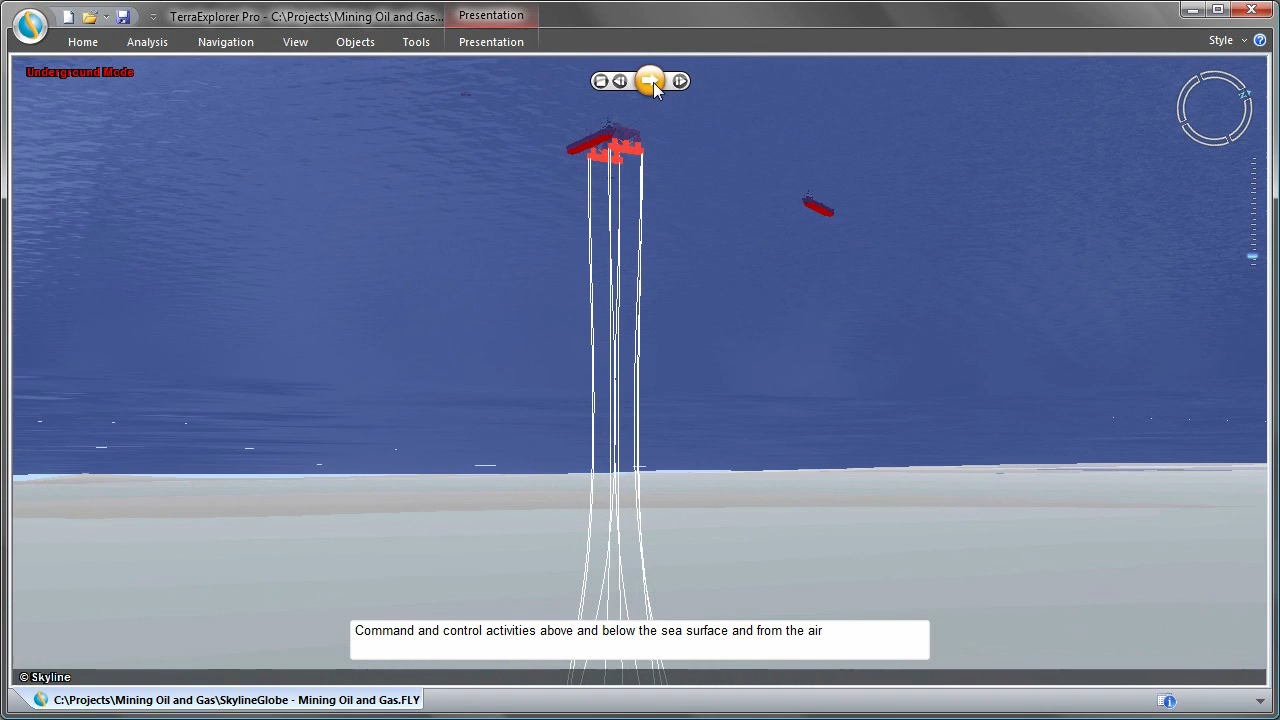 TerraExplorer Pro - C:\Projects\Mining Oil and Gas...
Presentation
Home Analysis Navigation View Objects Tools Presentation
Style
Underground Mode
Command and control activities above and below the sea surface and from the air
© Skyline
C:\Projects\Mining Oil and Gas\SkylineGlobe - Mining Oil and Gas.FLY